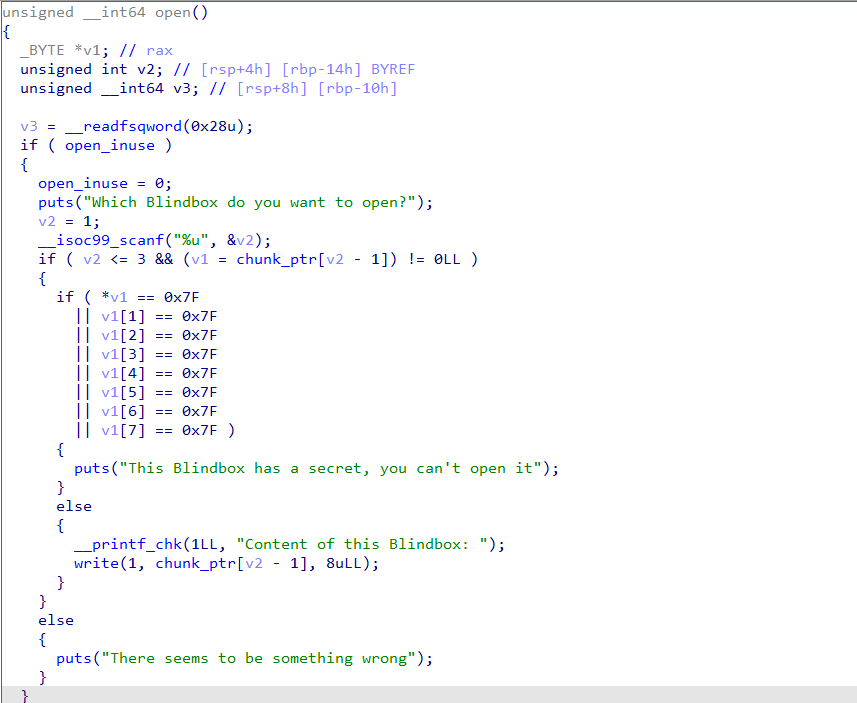 unsigned __int64 open()
{
  _BYTE *v1; // rax
  unsigned int v2; // [rsp+4h] [rbp-14h] BYREF
  unsigned __int64 v3; // [rsp+8h] [rbp-10h]

  v3 = __readfsqword(0x28u);
  if ( open_inuse )
  {
    open_inuse = 0;
    puts("Which Blindbox do you want to open?");
    v2 = 1;
    __isoc99_scanf("%u", &v2);
    if ( v2 <= 3 && (v1 = chunk_ptr[v2 - 1]) != 0LL )
    {
      if ( *v1 == 0x7F
        || v1[1] == 0x7F
        || v1[2] == 0x7F
        || v1[3] == 0x7F
        || v1[4] == 0x7F
        || v1[5] == 0x7F
        || v1[6] == 0x7F
        || v1[7] == 0x7F )
      {
        puts("This Blindbox has a secret, you can't open it");
      }
      else
      {
        __printf_chk(1LL, "Content of this Blindbox: ");
        write(1, chunk_ptr[v2 - 1], 8uLL);
      }
    }
    else
    {
      puts("There seems to be something wrong");
    }
  }